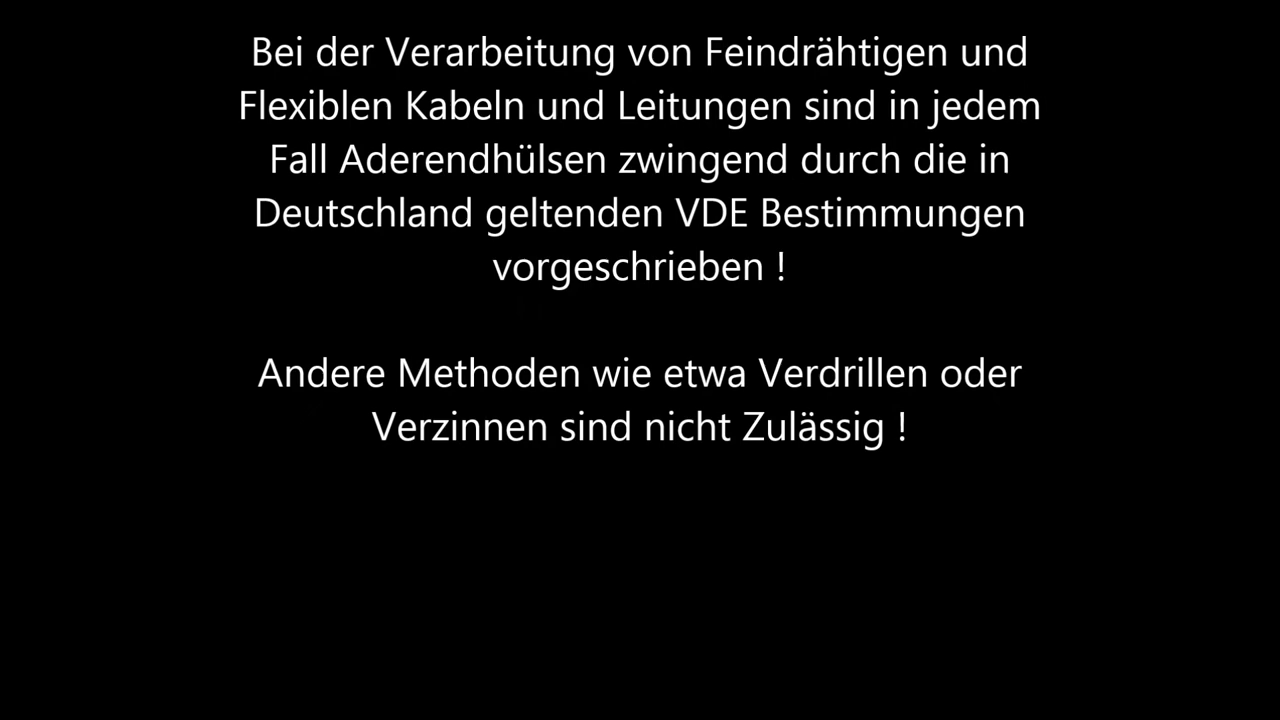 Bei der Verarbeitung von Feindrähtigen und
Flexiblen Kabeln und Leitungen sind in jedem
Fall Aderendhülsen zwingend durch die in
Deutschland geltenden VDE Bestimmungen
vorgeschrieben !
Andere Methoden wie etwa Verdrillen oder
Verzinnen sind nicht Zulässig !